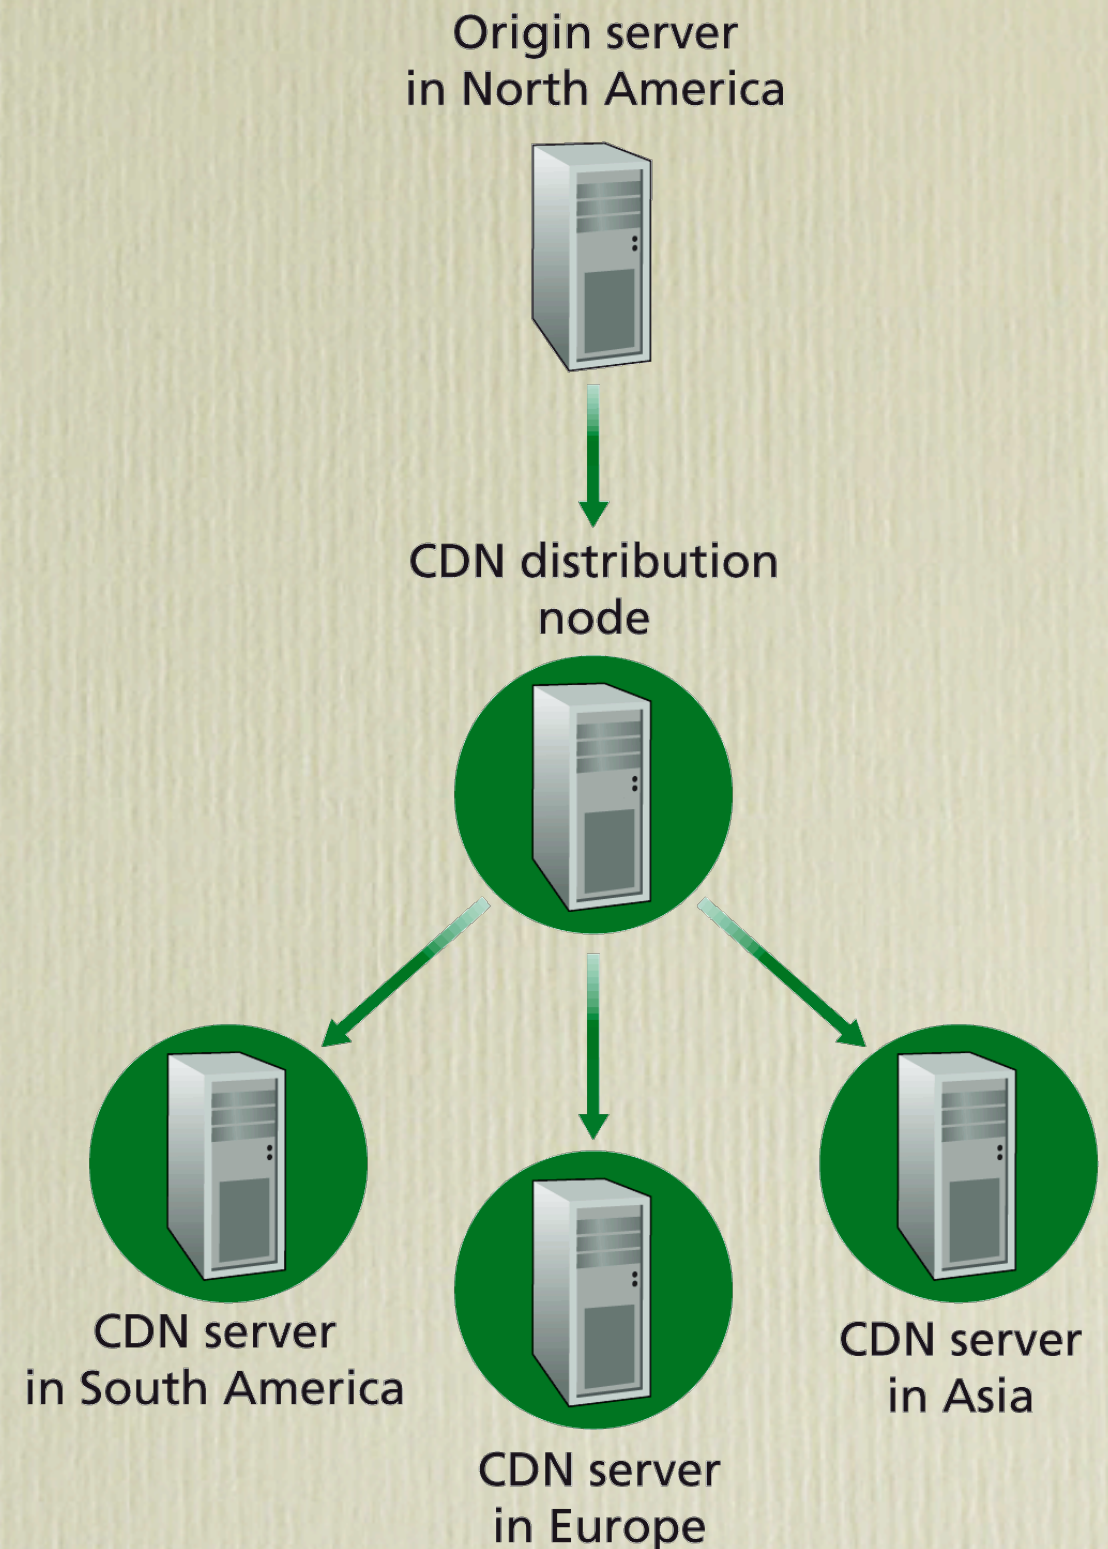 Origin server
in North America
CDN distribution
node
CDN server
in South America
CDN server
in Asia
CDN server
in Europe